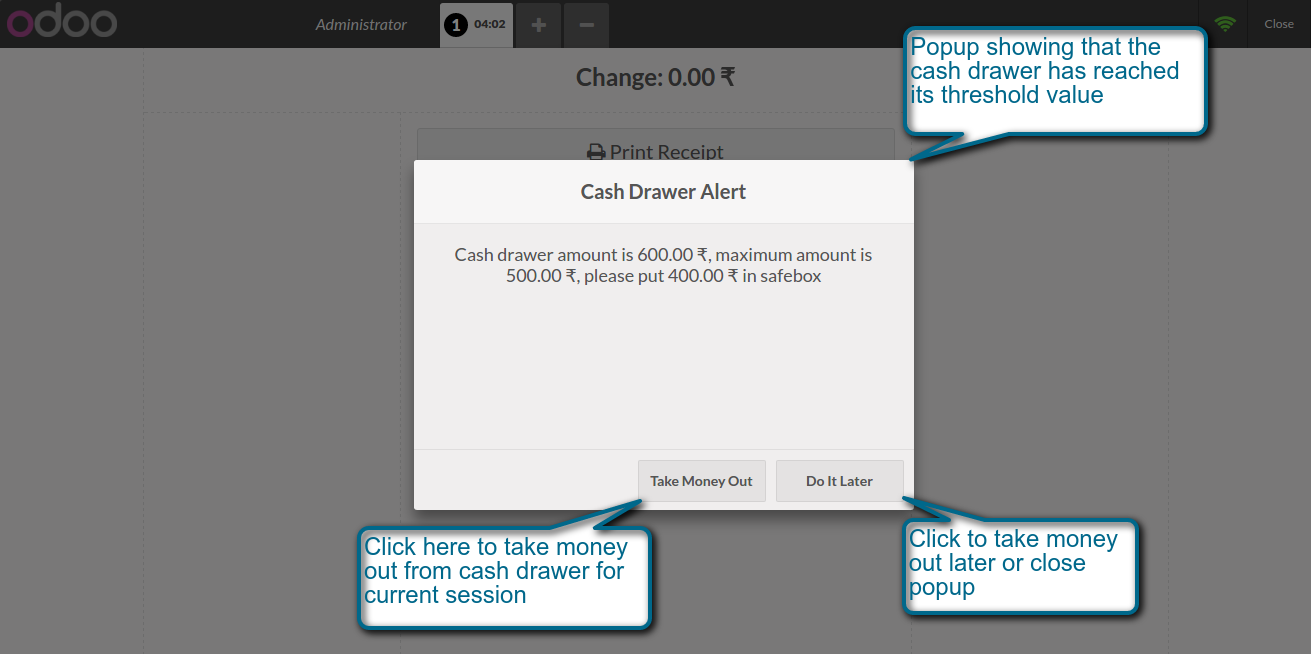 odoo
Administrator
1 04:02
+
−
Close
Popup showing that the
cash drawer has reached
its threshold value
Change: 0.00 ₹
Print Receipt
Cash Drawer Alert
Cash drawer amount is 600.00 ₹, maximum amount is
500.00 ₹, please put 400.00 ₹ in safebox
Take Money Out
Do It Later
Click here to take money
out from cash drawer for
current session
Click to take money
out later or close
popup